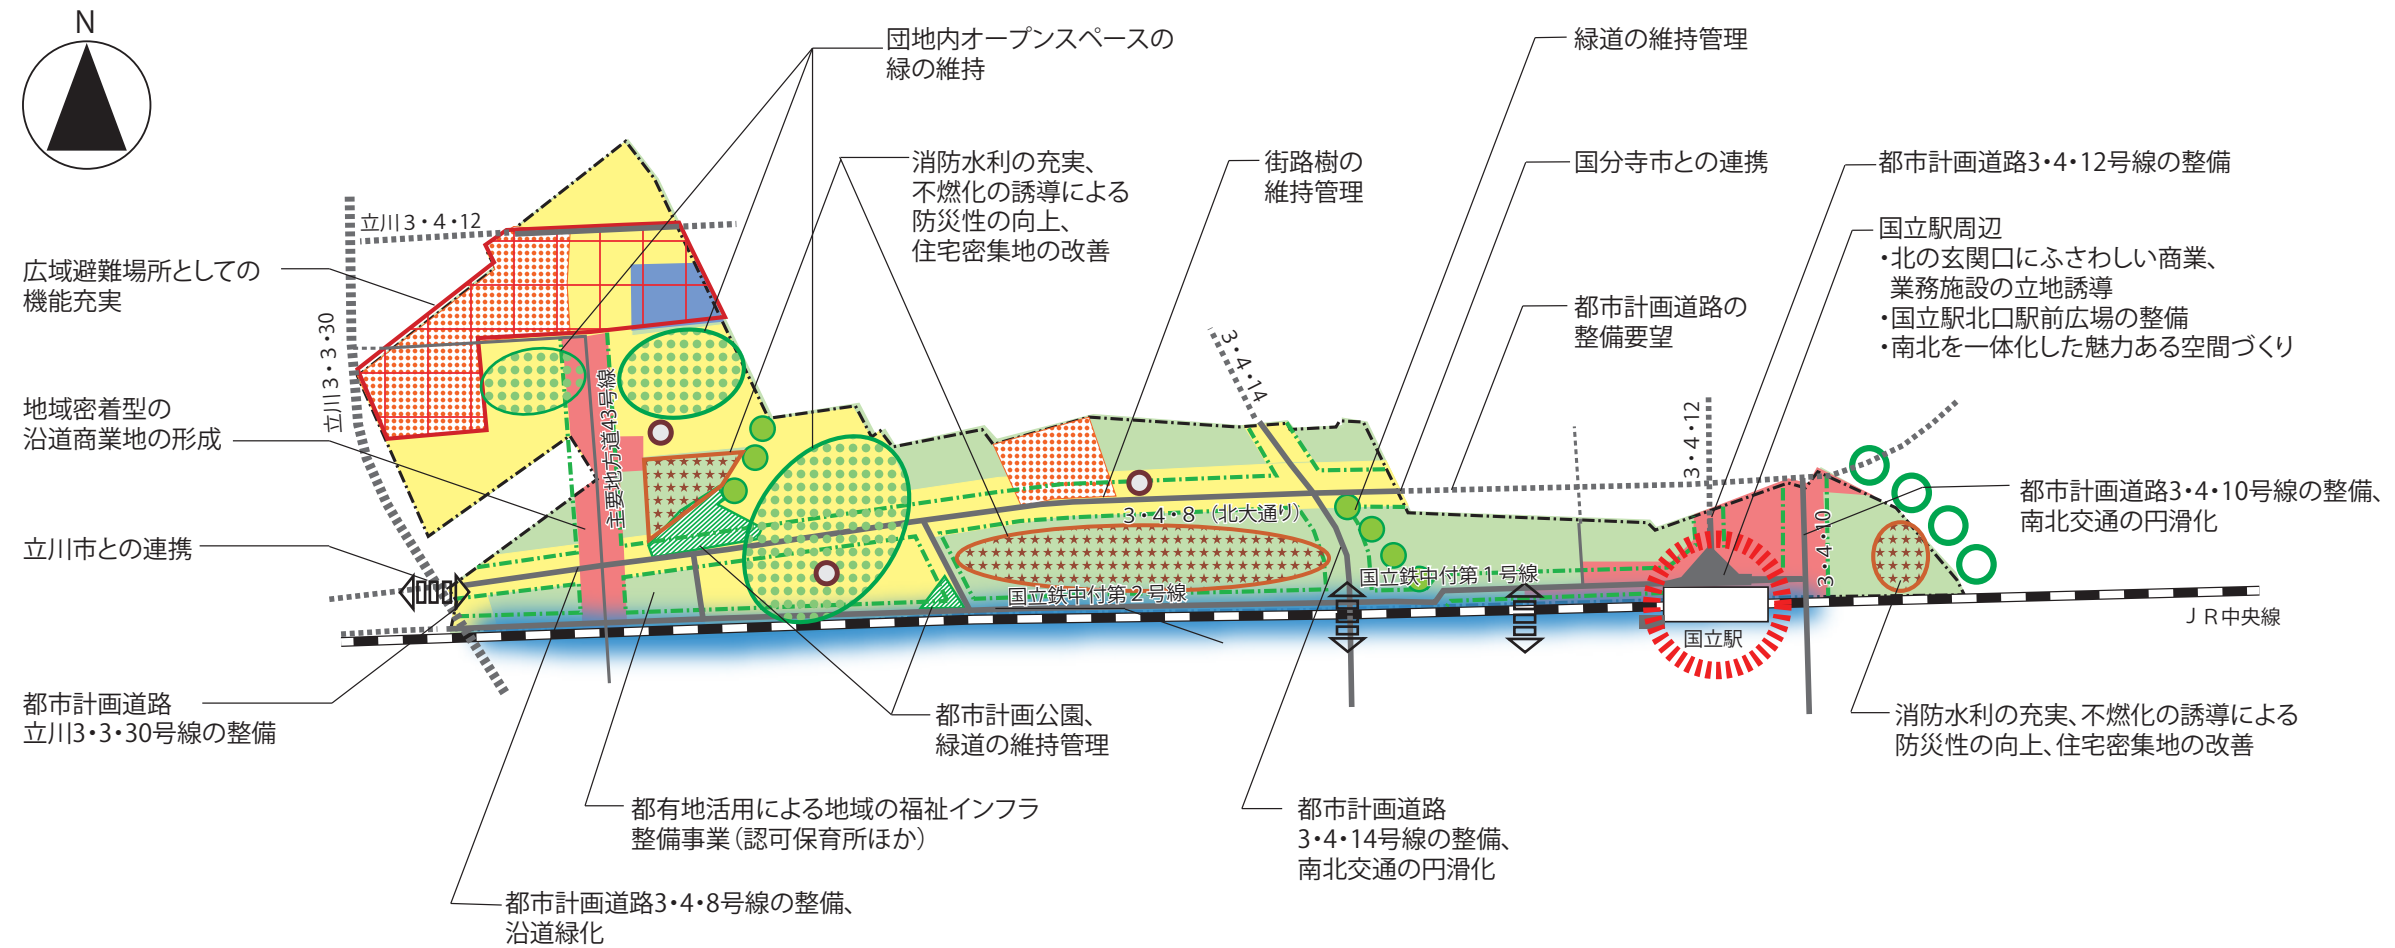 N
団地内オープンスペースの
緑の維持
緑道の維持管理
消防水利の充実、
不燃化の誘導による
防災性の向上、
住宅密集地の改善
街路樹の
維持管理
国分寺市との連携
都市計画道路3・4・12号線の整備
国立駅周辺
・北の玄関口にふさわしい商業、
業務施設の立地誘導
・国立駅北口駅前広場の整備
・南北を一体化した魅力ある空間づくり
立川3・4・12
広域避難場所としての
機能充実
立川3・3・30
都市計画道路の
整備要望
3・4・14
地域密着型の
沿道商業地の形成
主要地方道43号線
3・4・12
都市計画道路3・4・10号線の整備、
南北交通の円滑化
3・4・8（北大通り）
3・4・10
立川市との連携
国立鉄中付第1号線
国立鉄中付第2号線
JR中央線
国立駅
都市計画道路
立川3・3・30号線の整備
都市計画公園、
緑道の維持管理
消防水利の充実、不燃化の誘導による
防災性の向上、住宅密集地の改善
都有地活用による地域の福祉インフラ
整備事業（認可保育所ほか）
都市計画道路
3・4・14号線の整備、
南北交通の円滑化
都市計画道路3・4・8号線の整備、
沿道緑化